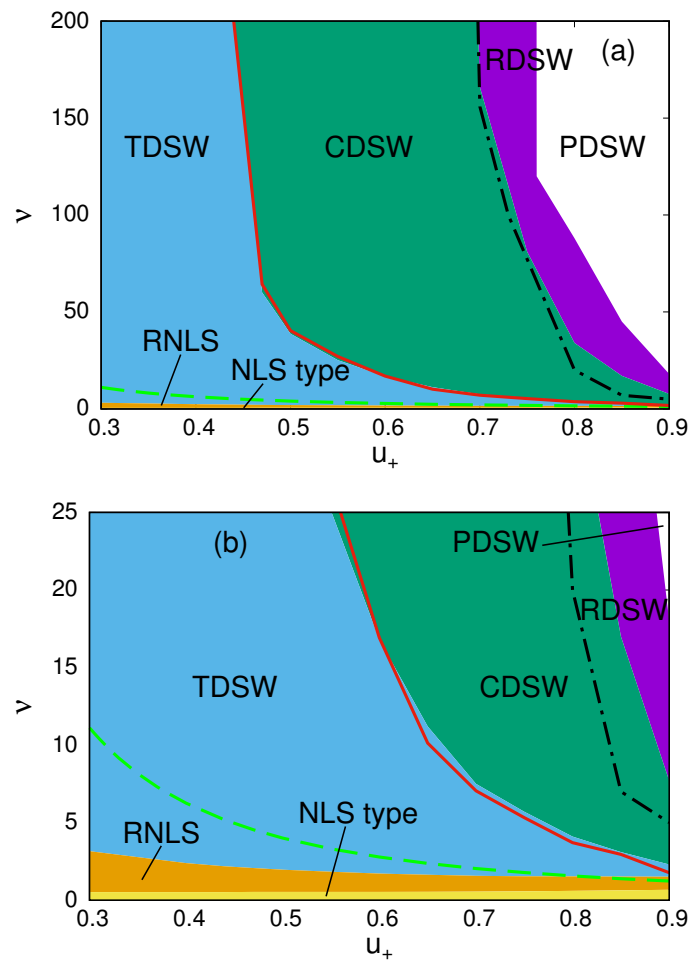 200
150
100
50
0
ν
(a)
RDSW
TDSW
CDSW
PDSW
RNLS
NLS type
0.3 0.4 0.5 0.6 0.7 0.8 0.9
u₊
25
20
15
10
5
0
ν
(b)
PDSW
RDSW
TDSW
CDSW
NLS type
RNLS
0.3 0.4 0.5 0.6 0.7 0.8 0.9
u₊